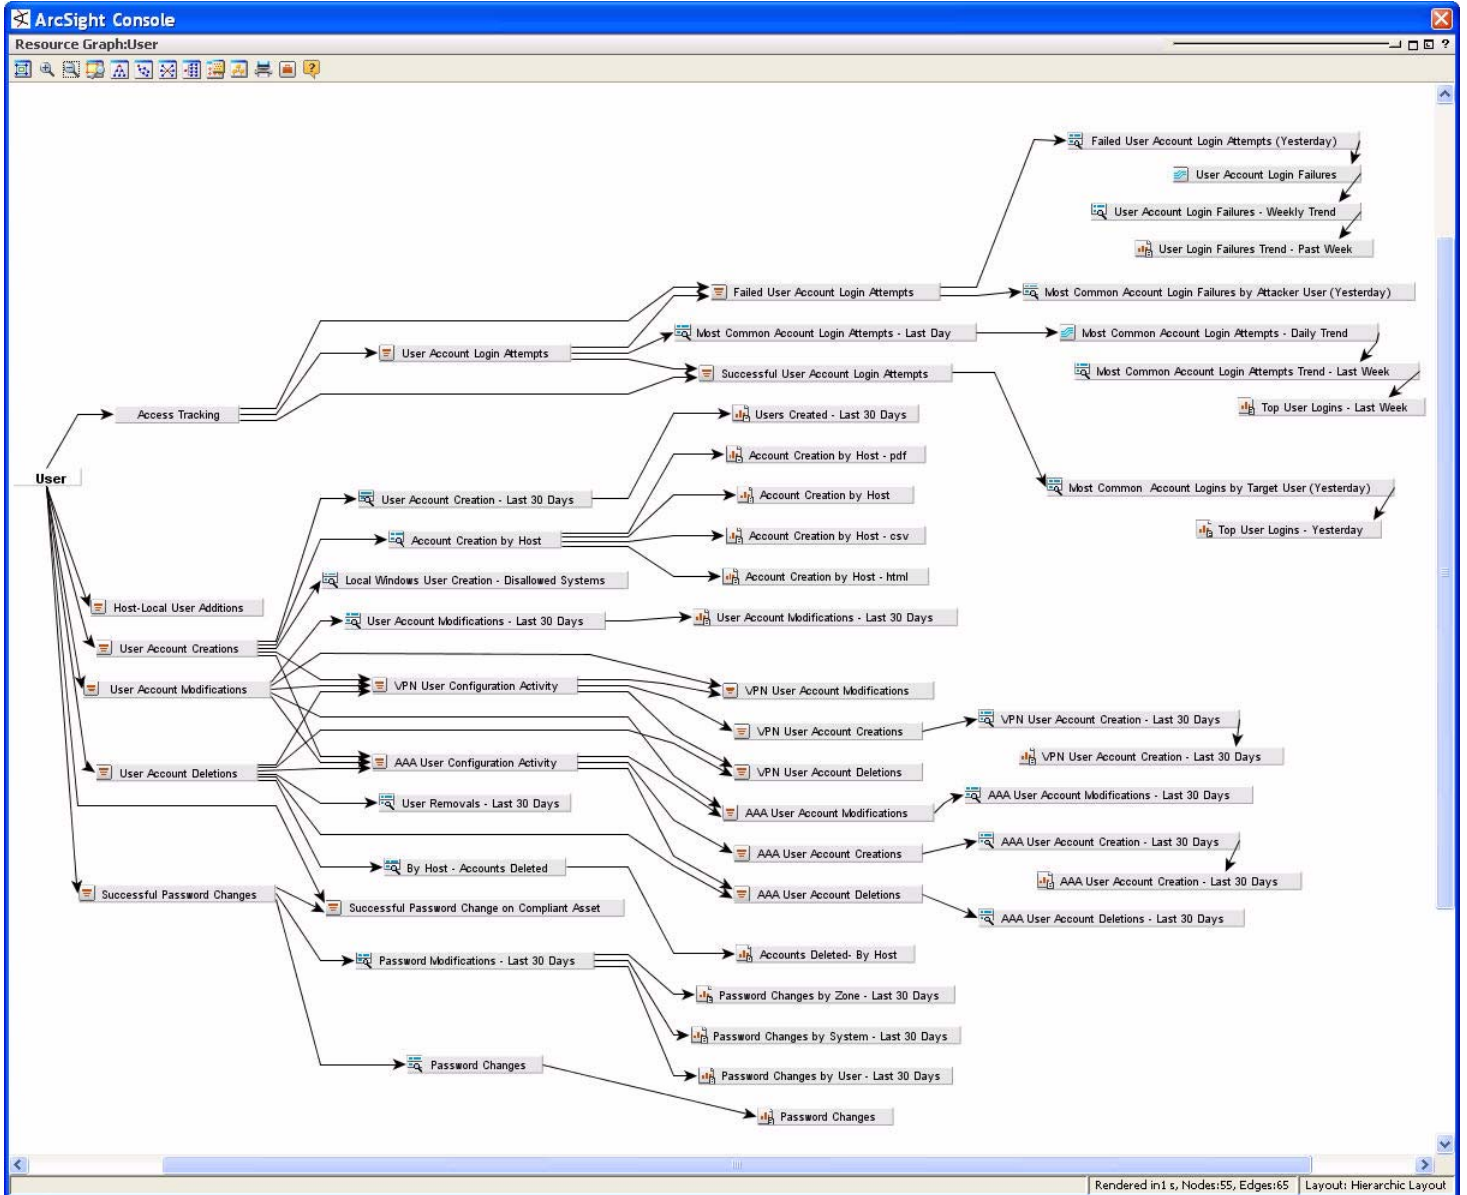 ArcSight Console
Resource Graph:User
Failed User Account Login Attempts (Yesterday)
User Account Login Failures
User Account Login Failures - Weekly Trend
User Login Failures Trend - Past Week
Failed User Account Login Attempts
Most Common Account Login Failures by Attacker User (Yesterday)
User Account Login Attempts
Most Common Account Login Attempts - Last Day
Most Common Account Login Attempts - Daily Trend
Successful User Account Login Attempts
Most Common Account Login Attempts Trend - Last Week
Top User Logins - Last Week
Access Tracking
Users Created - Last 30 Days
User
Account Creation by Host - pdf
Most Common  Account Logins by Target User (Yesterday)
User Account Creation - Last 30 Days
Account Creation by Host
Top User Logins - Yesterday
Account Creation by Host
Account Creation by Host - csv
Local Windows User Creation - Disallowed Systems
Account Creation by Host - html
Host-Local User Additions
User Account Modifications - Last 30 Days
User Account Modifications - Last 30 Days
User Account Creations
User Account Modifications
VPN User Configuration Activity
VPN User Account Modifications
VPN User Account Creations
VPN User Account Creation - Last 30 Days
VPN User Account Creation - Last 30 Days
User Account Deletions
AAA User Configuration Activity
VPN User Account Deletions
User Removals - Last 30 Days
AAA User Account Modifications
AAA User Account Modifications - Last 30 Days
AAA User Account Creations
AAA User Account Creation - Last 30 Days
By Host - Accounts Deleted
AAA User Account Creation - Last 30 Days
Successful Password Changes
AAA User Account Deletions
Successful Password Change on Compliant Asset
AAA User Account Deletions - Last 30 Days
Password Modifications - Last 30 Days
Accounts Deleted- By Host
Password Changes by Zone - Last 30 Days
Password Changes by System - Last 30 Days
Password Changes
Password Changes by User - Last 30 Days
Password Changes
Rendered in1 s, Nodes:55, Edges:65
Layout: Hierarchic Layout